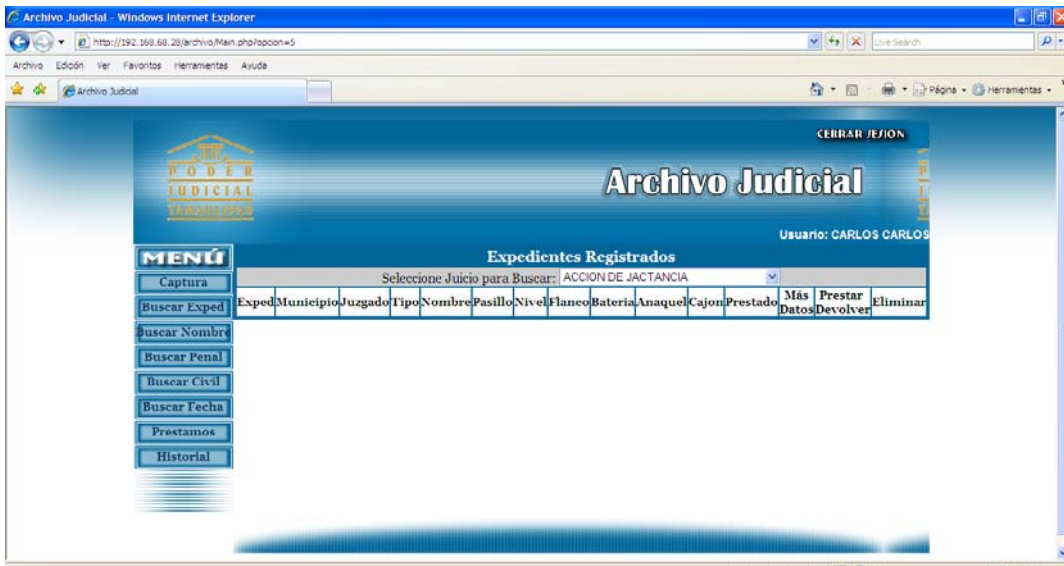 Archivo Judicial - Windows Internet Explorer
http://192.168.68.28/archivo/Main.php?opcion=5
Live Search
Archivo Edición Ver Favoritos Herramientas Ayuda
Archivo Judicial
Página Herramientas
CERRAR SESION
PODER
JUDICIAL
TAMAULIPAS
Archivo Judicial
Usuario: CARLOS CARLOS
MENÚ
Expedientes Registrados
Seleccione Juicio para Buscar: ACCION DE JACTANCIA
Exped Municipio Juzgado Tipo Nombre Pasillo Nivel Flanco Bateria Anaquel Cajon Prestado Más Datos Prestar Devolver Eliminar
Captura
Buscar Exped
Buscar Nombre
Buscar Penal
Buscar Civil
Buscar Fecha
Prestamos
Historial